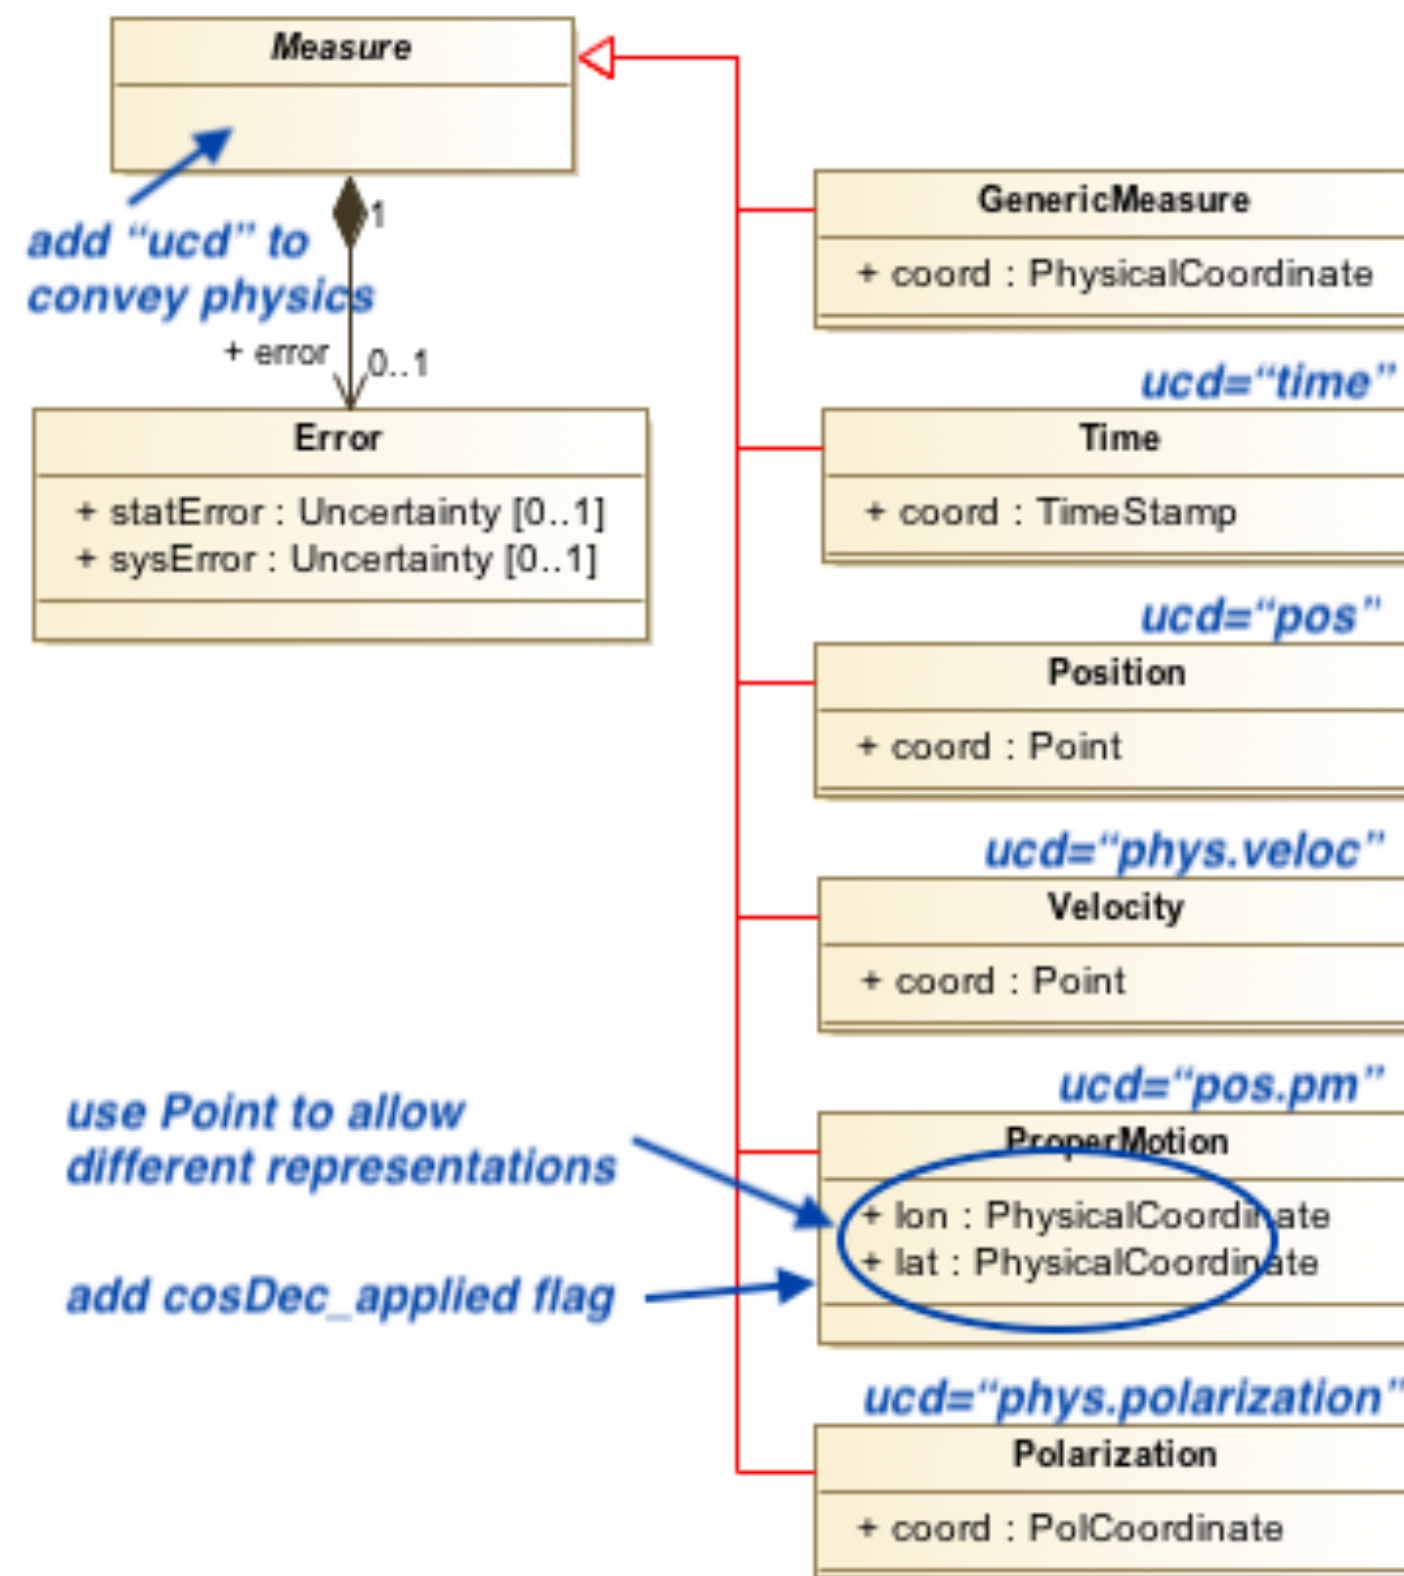 Measure
add “ucd” to
convey physics
1
+ error
0..1
Error
+ statError : Uncertainty [0..1]
+ sysError : Uncertainty [0..1]
GenericMeasure
+ coord : PhysicalCoordinate
ucd=“time”
Time
+ coord : TimeStamp
ucd=“pos”
Position
+ coord : Point
ucd=“phys.veloc”
Velocity
+ coord : Point
use Point to allow
different representations
add cosDec_applied flag
ucd=“pos.pm”
ProperMotion
+ lon : PhysicalCoordinate
+ lat : PhysicalCoordinate
ucd=“phys.polarization”
Polarization
+ coord : PolCoordinate